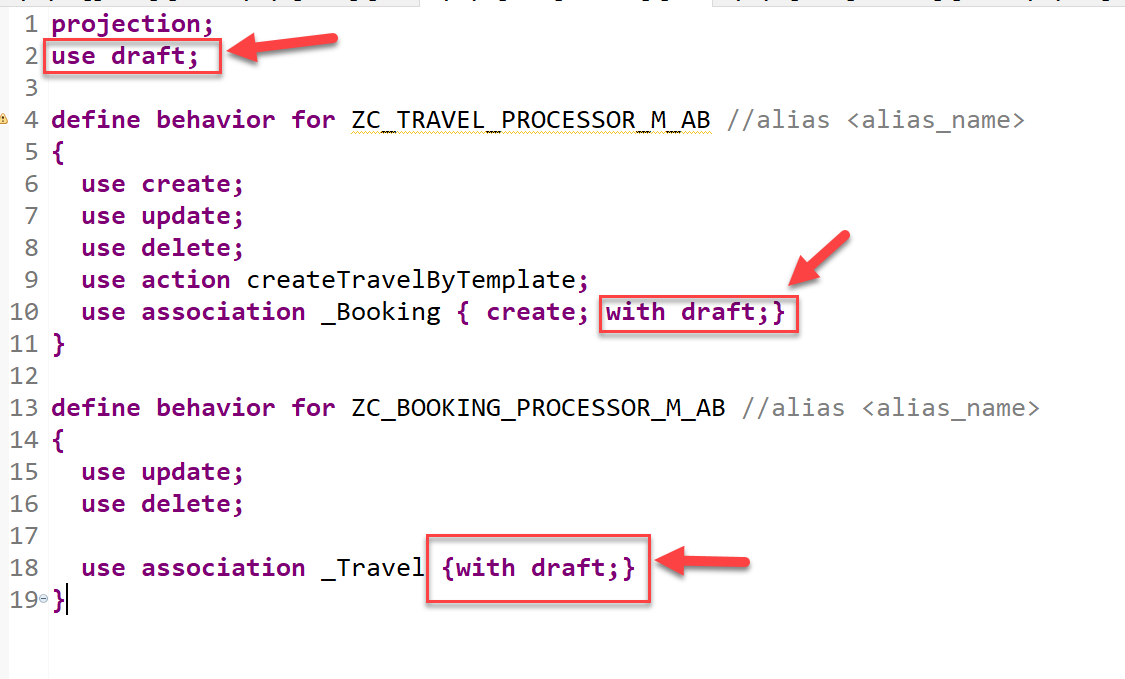 1 projection;
2 use draft;
3
4 define behavior for ZC_TRAVEL_PROCESSOR_M_AB //alias <alias_name>
5 {
6 use create;
7 use update;
8 use delete;
9 use action createTravelByTemplate;
10 use association _Booking { create; with draft;}
11 }
12
13 define behavior for ZC_BOOKING_PROCESSOR_M_AB //alias <alias_name>
14 {
15 use update;
16 use delete;
17
18 use association _Travel {with draft;}
19 }